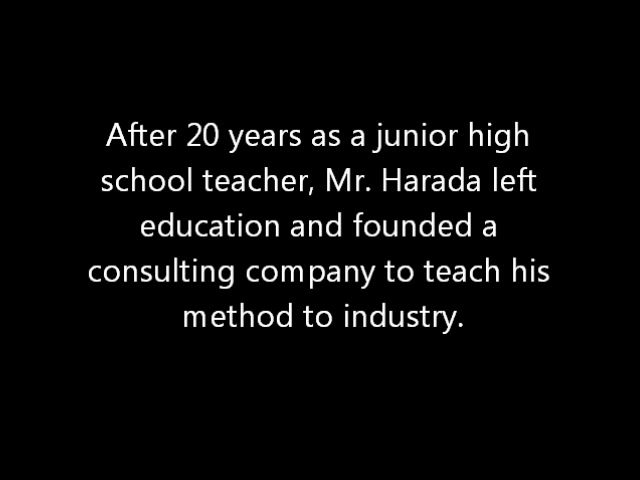 After 20 years as a junior high
school teacher, Mr. Harada left
education and founded a
consulting company to teach his
method to industry.